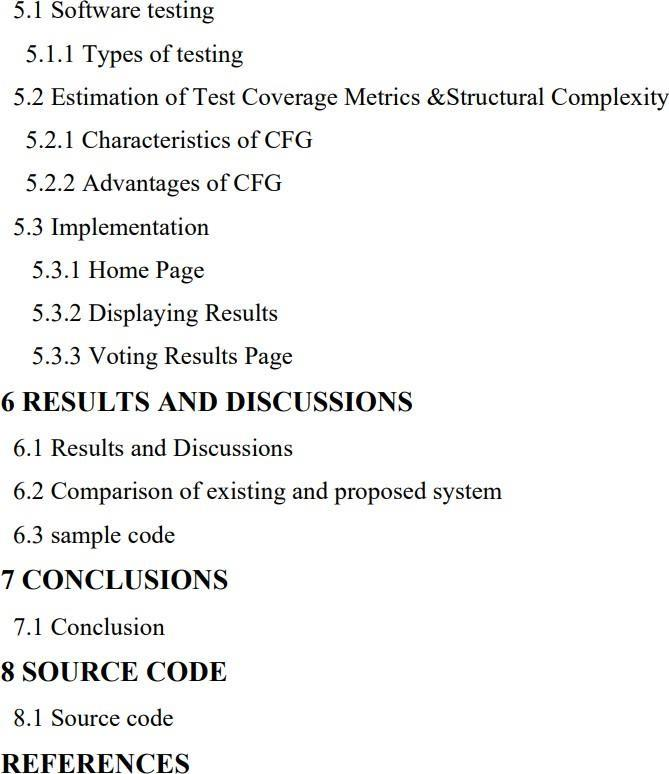 5.1 Software testing
5.1.1 Types of testing
5.2 Estimation of Test Coverage Metrics &Structural Complexity
5.2.1 Characteristics of CFG
5.2.2 Advantages of CFG
5.3 Implementation
5.3.1 Home Page
5.3.2 Displaying Results
5.3.3 Voting Results Page
6 RESULTS AND DISCUSSIONS
6.1 Results and Discussions
6.2 Comparison of existing and proposed system
6.3 sample code
7 CONCLUSIONS
7.1 Conclusion
8 SOURCE CODE
8.1 Source code
REFERENCES